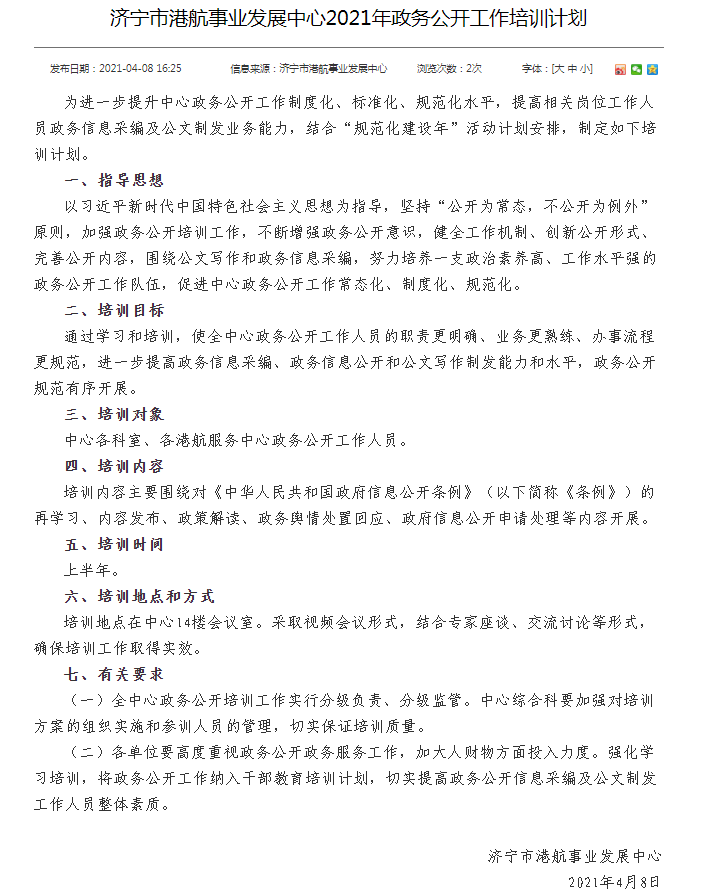 济宁市港航事业发展中心2021年政务公开工作培训计划
发布日期：2021-04-08 16:25 信息来源：济宁市港航事业发展中心 浏览次数：2次 字体：[大 中 小]
为进一步提升中心政务公开工作制度化、标准化、规范化水平，提高相关岗位工作人
员政务信息采编及公文制发业务能力，结合“规范化建设年”活动计划安排，制定如下培
训计划。
一、指导思想
以习近平新时代中国特色社会主义思想为指导，坚持“公开为常态，不公开为例外”
原则，加强政务公开培训工作，不断增强政务公开意识，健全工作机制、创新公开形式、
完善公开内容，围绕公文写作和政务信息采编，努力培养一支政治素养高、工作水平强的
政务公开工作队伍，促进中心政务公开工作常态化、制度化、规范化。
二、培训目标
通过学习和培训，使全中心政务公开工作人员的职责更明确、业务更熟练、办事流程
更规范，进一步提高政务信息采编、政务信息公开和公文写作制发能力和水平，政务公开
规范有序开展。
三、培训对象
中心各科室、各港航服务中心政务公开工作人员。
四、培训内容
培训内容主要围绕对《中华人民共和国政府信息公开条例》（以下简称《条例》）的
再学习、内容发布、政策解读、政务舆情处置回应、政府信息公开申请处理等内容开展。
五、培训时间
上半年。
六、培训地点和方式
培训地点在中心14楼会议室。采取视频会议形式，结合专家座谈、交流讨论等形式，
确保培训工作取得实效。
七、有关要求
（一）全中心政务公开培训工作实行分级负责、分级监管。中心综合科要加强对培训
方案的组织实施和参训人员的管理，切实保证培训质量。
（二）各单位要高度重视政务公开政务服务工作，加大人财物方面投入力度。强化学
习培训，将政务公开工作纳入干部教育培训计划，切实提高政务公开信息采编及公文制发
工作人员整体素质。
济宁市港航事业发展中心
2021年4月8日